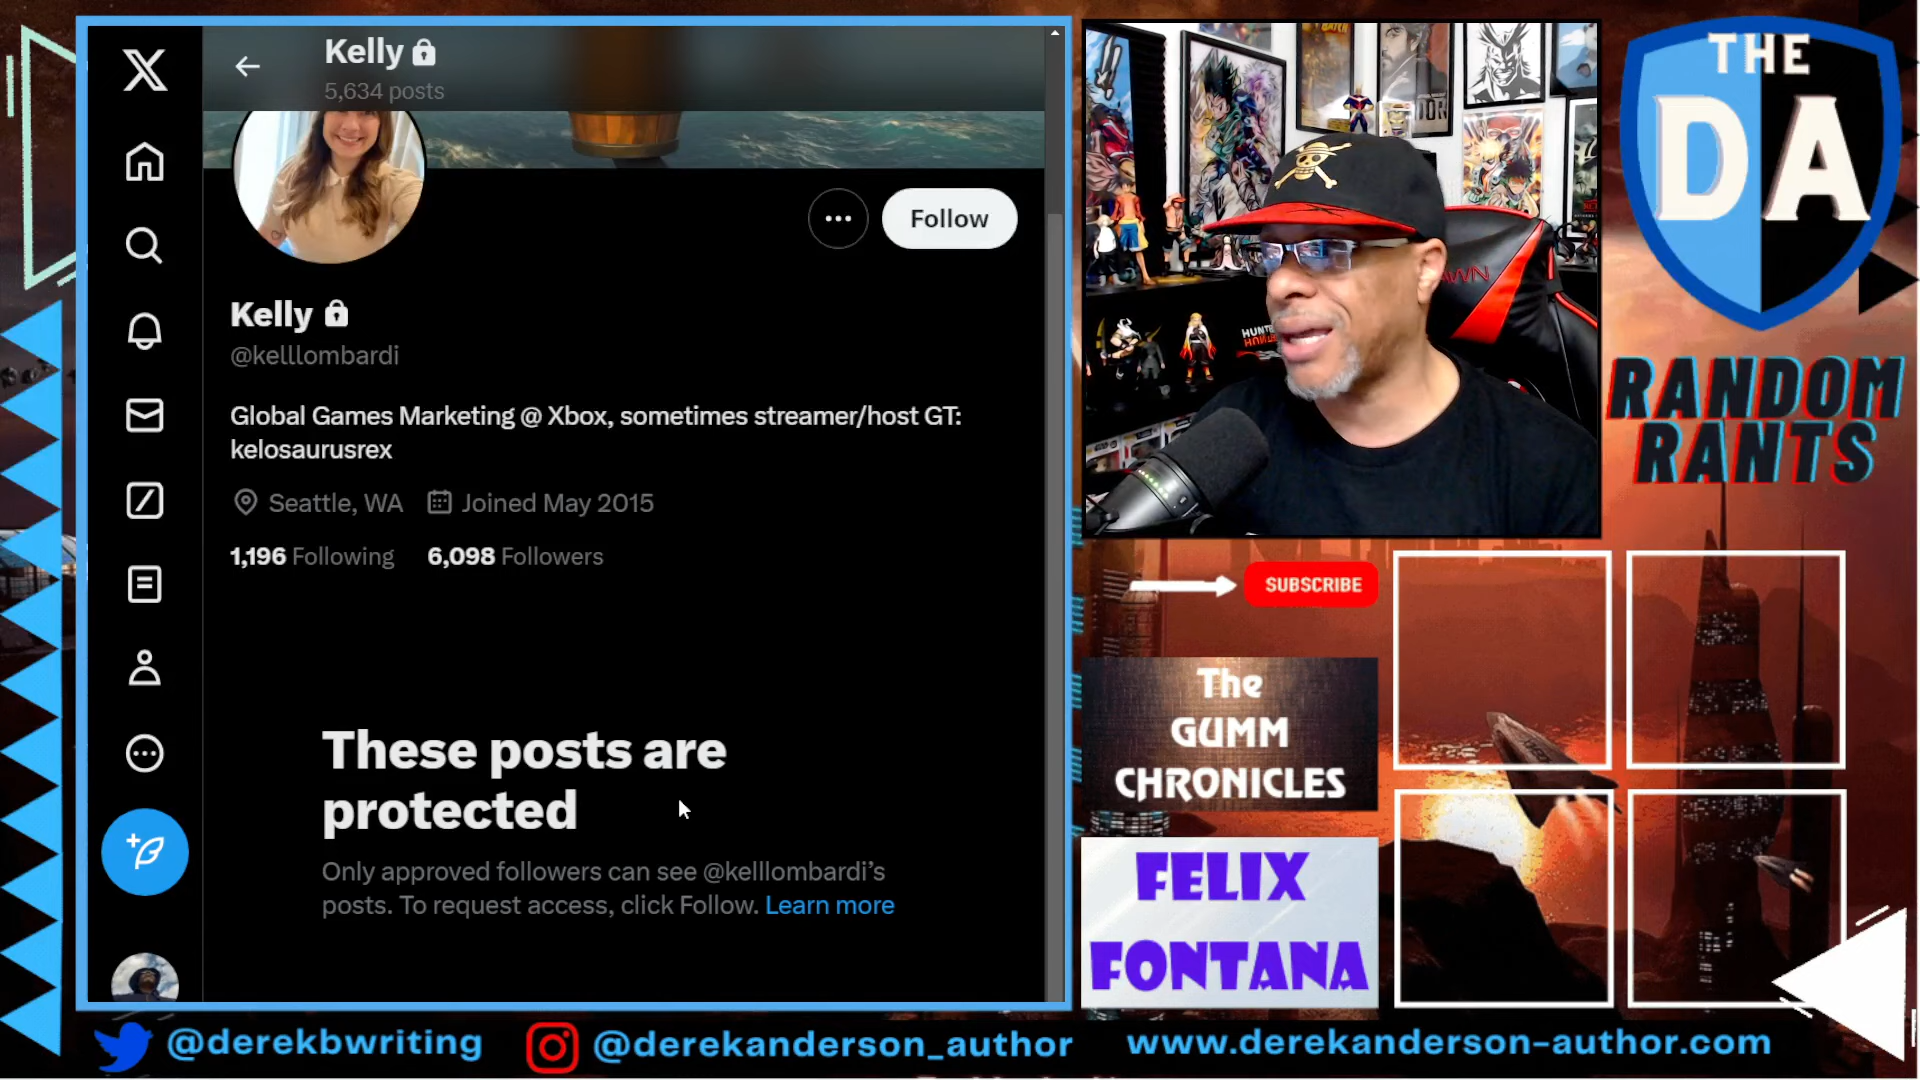 Kelly
5,634 posts
Follow
Kelly
@kelllombardi
Global Games Marketing @ Xbox, sometimes streamer/host GT:
kelosaurusrex
Seattle, WA Joined May 2015
1,196 Following 6,098 Followers
These posts are
protected
Only approved followers can see @kelllombardi’s
posts. To request access, click Follow. Learn more
HUNTER
THE
DA
RANDOM
RANTS
SUBSCRIBE
The
GUMM
CHRONICLES
FELIX
FONTANA
@derekbwriting @derekanderson_author www.derekanderson-author.com